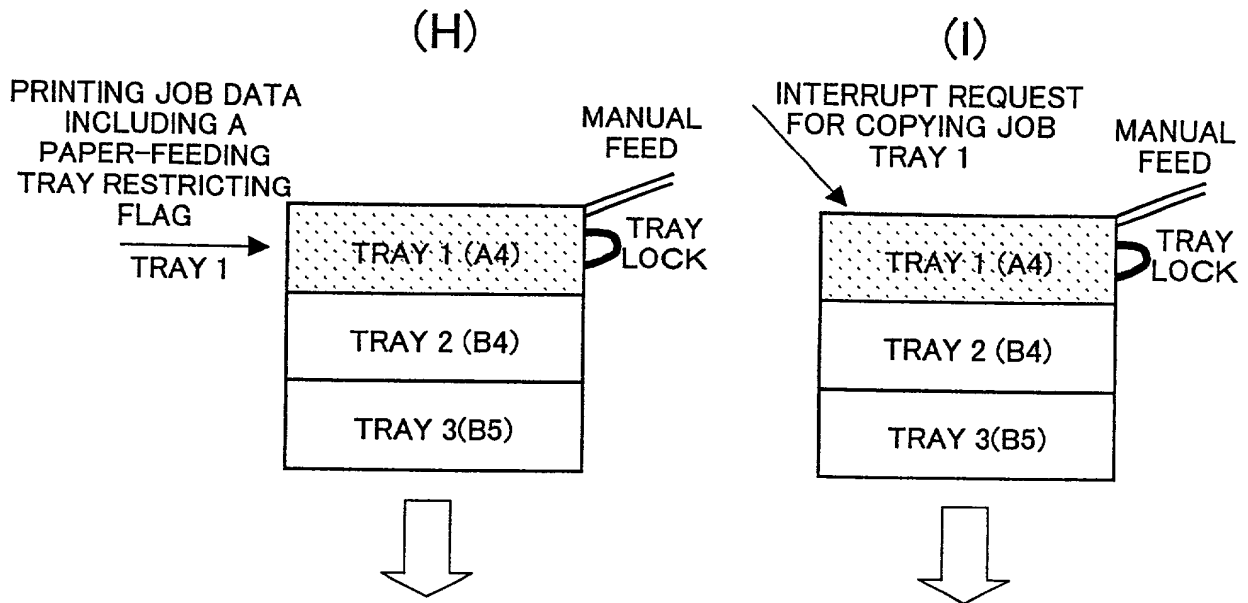 (H)
PRINTING JOB DATA
INCLUDING A
PAPER-FEEDING
TRAY RESTRICTING
FLAG
TRAY 1
MANUAL
FEED
TRAY
LOCK
TRAY 1 (A4)
TRAY 2 (B4)
TRAY 3(B5)
(I)
INTERRUPT REQUEST
FOR COPYING JOB
TRAY 1
MANUAL
FEED
TRAY
LOCK
TRAY 1 (A4)
TRAY 2 (B4)
TRAY 3(B5)